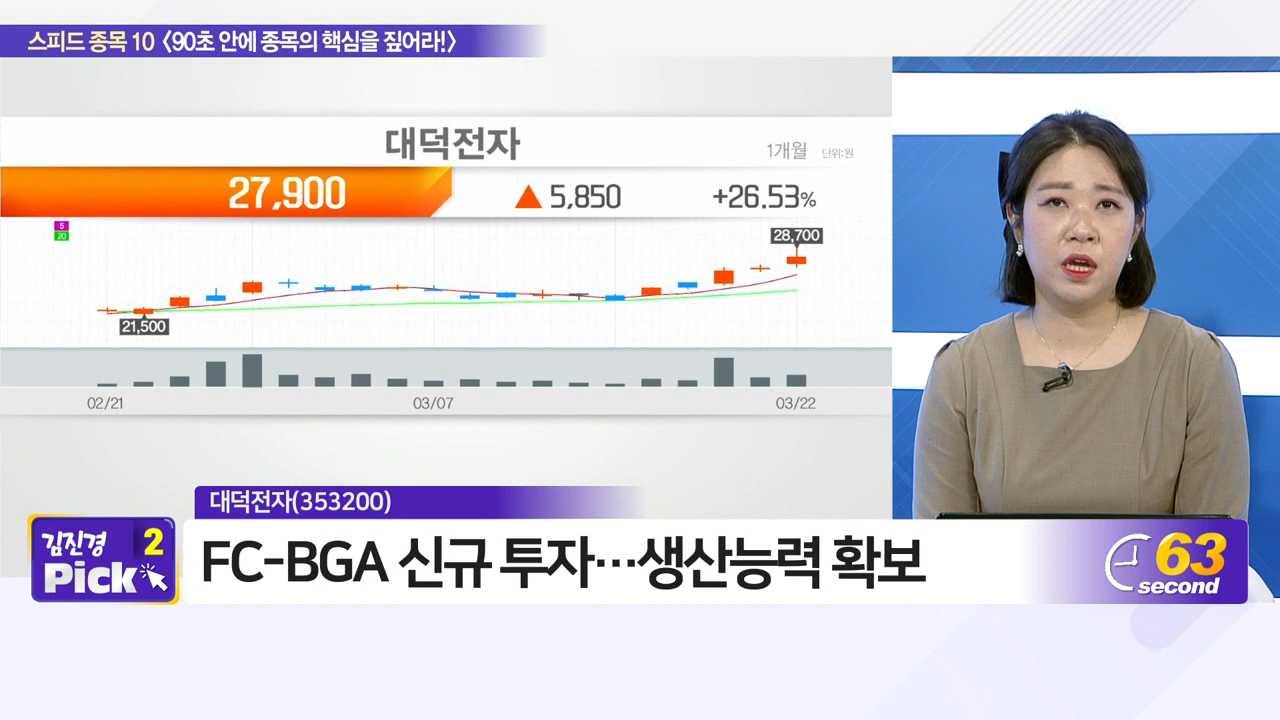 스피드 종목 10 〈90초 안에 종목의 핵심을 짚어라!〉
대덕전자
1개월 단위:원
27,900 ▲ 5,850 +26.53%
5
20
28,700
21,500
02/21 03/07 03/22
대덕전자(353200)
김진경 2
Pick
FC-BGA 신규 투자…생산능력 확보
63
second